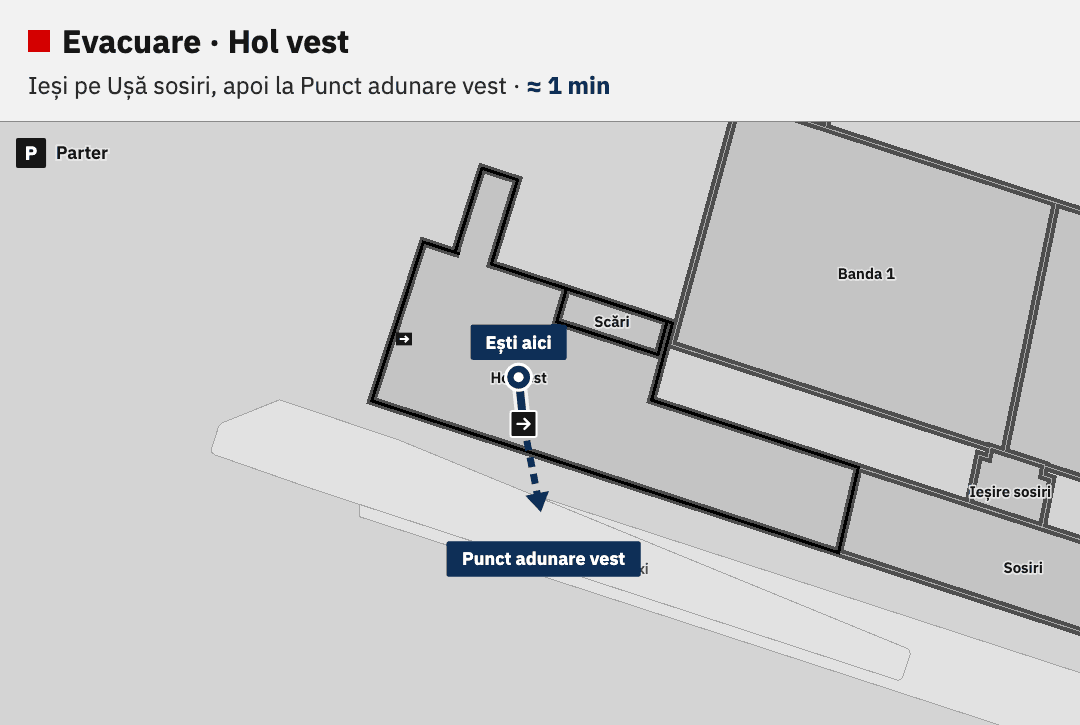 Evacuare · Hol vest
Ieși pe Ușă sosiri, apoi la Punct adunare vest · ≈ 1 min
P Parter
Banda 1
Scări
Ești aici
Ieșire sosiri
Punct adunare vest
Sosiri